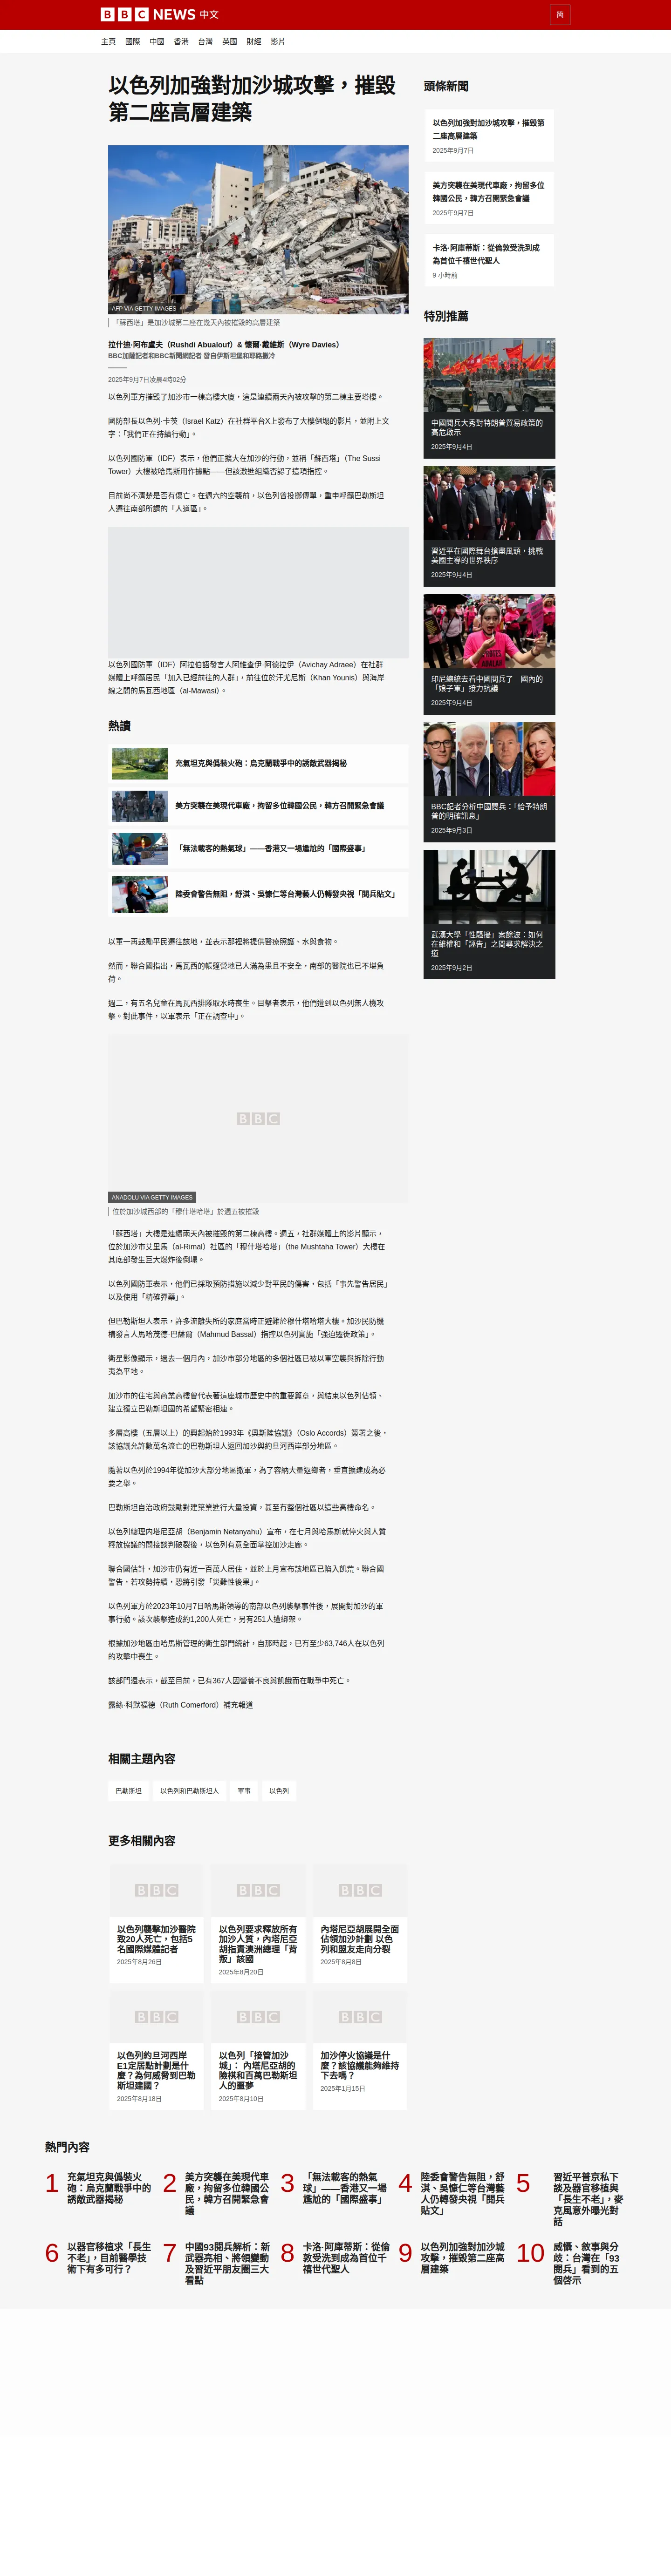 BBC NEWS 中文
简
主頁 國際 中國 香港 台灣 英國 財經 影片
以色列加強對加沙城攻擊，摧毀
第二座高層建築
AFP VIA GETTY IMAGES
「蘇西塔」是加沙城第二座在幾天內被摧毀的高層建築
拉什迪·阿布盧夫（Rushdi Abualouf）& 懷爾·戴維斯（Wyre Davies）
BBC加薩記者和BBC新聞網記者 發自伊斯坦堡和耶路撒冷
2025年9月7日凌晨4時02分
以色列軍方摧毀了加沙市一棟高樓大廈，這是連續兩天內被攻擊的第二棟主要塔樓。
國防部長以色列·卡茨（Israel Katz）在社群平台X上發布了大樓倒塌的影片，並附上文
字：「我們正在持續行動」。
以色列國防軍（IDF）表示，他們正擴大在加沙的行動，並稱「蘇西塔」（The Sussi
Tower）大樓被哈馬斯用作據點——但該激進組織否認了這項指控。
目前尚不清楚是否有傷亡。在週六的空襲前，以色列曾投擲傳單，重申呼籲巴勒斯坦
人遷往南部所謂的「人道區」。
以色列國防軍（IDF）阿拉伯語發言人阿維查伊·阿德拉伊（Avichay Adraee）在社群
媒體上呼籲居民「加入已經前往的人群」，前往位於汗尤尼斯（Khan Younis）與海岸
線之間的馬瓦西地區（al-Mawasi）。
熱讀
充氣坦克與僞裝火砲：烏克蘭戰爭中的誘敵武器揭秘
美方突襲在美現代車廠，拘留多位韓國公民，韓方召開緊急會議
「無法載客的熱氣球」——香港又一場尷尬的「國際盛事」
陸委會警告無阻，舒淇、吳慷仁等台灣藝人仍轉發央視「閱兵貼文」
以軍一再鼓勵平民遷往該地，並表示那裡將提供醫療照護、水與食物。
然而，聯合國指出，馬瓦西的帳篷營地已人滿為患且不安全，南部的醫院也已不堪負
荷。
週二，有五名兒童在馬瓦西排隊取水時喪生。目擊者表示，他們遭到以色列無人機攻
擊。對此事件，以軍表示「正在調查中」。
BBC
ANADOLU VIA GETTY IMAGES
位於加沙城西部的「穆什塔哈塔」於週五被摧毀
「蘇西塔」大樓是連續兩天內被摧毀的第二棟高樓。週五，社群媒體上的影片顯示，
位於加沙市艾里馬（al-Rimal）社區的「穆什塔哈塔」（the Mushtaha Tower）大樓在
其底部發生巨大爆炸後倒塌。
以色列國防軍表示，他們已採取預防措施以減少對平民的傷害，包括「事先警告居民」
以及使用「精確彈藥」。
但巴勒斯坦人表示，許多流離失所的家庭當時正避難於穆什塔哈塔大樓。加沙民防機
構發言人馬哈茂德·巴薩爾（Mahmud Bassal）指控以色列實施「強迫遷徙政策」。
衛星影像顯示，過去一個月內，加沙市部分地區的多個社區已被以軍空襲與拆除行動
夷為平地。
加沙市的住宅與商業高樓曾代表著這座城市歷史中的重要篇章，與結束以色列佔領、
建立獨立巴勒斯坦國的希望緊密相連。
多層高樓（五層以上）的興起始於1993年《奧斯陸協議》（Oslo Accords）簽署之後，
該協議允許數萬名流亡的巴勒斯坦人返回加沙與約旦河西岸部分地區。
隨著以色列於1994年從加沙大部分地區撤軍，為了容納大量返鄉者，垂直擴建成為必
要之舉。
巴勒斯坦自治政府鼓勵對建築業進行大量投資，甚至有整個社區以這些高樓命名。
以色列總理内塔尼亞胡（Benjamin Netanyahu）宣布，在七月與哈馬斯就停火與人質
釋放協議的間接談判破裂後，以色列有意全面掌控加沙走廊。
聯合國估計，加沙市仍有近一百萬人居住，並於上月宣布該地區已陷入飢荒。聯合國
警告，若攻勢持續，恐將引發「災難性後果」。
以色列軍方於2023年10月7日哈馬斯領導的南部以色列襲擊事件後，展開對加沙的軍
事行動。該次襲擊造成約1,200人死亡，另有251人遭綁架。
根據加沙地區由哈馬斯管理的衛生部門統計，自那時起，已有至少63,746人在以色列
的攻擊中喪生。
該部門還表示，截至目前，已有367人因營養不良與飢餓而在戰爭中死亡。
露絲·科默福德（Ruth Comerford）補充報道
相關主題內容
巴勒斯坦 以色列和巴勒斯坦人 軍事 以色列
更多相關內容
BBC BBC BBC
以色列襲擊加沙醫院
致20人死亡，包括5
名國際媒體記者
2025年8月26日
以色列要求釋放所有
加沙人質，內塔尼亞
胡指責澳洲總理「背
叛」該國
2025年8月20日
內塔尼亞胡展開全面
佔領加沙計劃 以色
列和盟友走向分裂
2025年8月8日
BBC BBC BBC
以色列約旦河西岸
E1定居點計劃是什
麼？為何威脅到巴勒
斯坦建國？
2025年8月18日
以色列「接管加沙
城」： 內塔尼亞胡的
險棋和百萬巴勒斯坦
人的噩夢
2025年8月10日
加沙停火協議是什
麼？該協議能夠維持
下去嗎？
2025年1月15日
頭條新聞
以色列加強對加沙城攻擊，摧毀第
二座高層建築
2025年9月7日
美方突襲在美現代車廠，拘留多位
韓國公民，韓方召開緊急會議
2025年9月7日
卡洛·阿庫蒂斯：從倫敦受洗到成
為首位千禧世代聖人
9 小時前
特別推薦
中國閱兵大秀對特朗普貿易政策的
高危啟示
2025年9月4日
習近平在國際舞台搶盡風頭，挑戰
美國主導的世界秩序
2025年9月4日
印尼總統去看中國閱兵了 國內的
「娘子軍」接力抗議
2025年9月4日
BBC記者分析中國閱兵：「給予特朗
普的明確訊息」
2025年9月3日
武漢大學「性騷擾」案餘波：如何
在維權和「誣告」之間尋求解決之
道
2025年9月2日
熱門內容
1 充氣坦克與僞裝火
砲：烏克蘭戰爭中的
誘敵武器揭秘
2 美方突襲在美現代車
廠，拘留多位韓國公
民，韓方召開緊急會
議
3 「無法載客的熱氣
球」——香港又一場
尷尬的「國際盛事」
4 陸委會警告無阻，舒
淇、吳慷仁等台灣藝
人仍轉發央視「閱兵
貼文」
5 習近平普京私下
談及器官移植與
「長生不老」，麥
克風意外曝光對
話
6 以器官移植求「長生
不老」，目前醫學技
術下有多可行？
7 中國93閱兵解析：新
武器亮相、將領變動
及習近平朋友圈三大
看點
8 卡洛·阿庫蒂斯：從倫
敦受洗到成為首位千
禧世代聖人
9 以色列加強對加沙城
攻擊，摧毀第二座高
層建築
10 威懾、敘事與分
歧：台灣在「93
閱兵」看到的五
個啓示